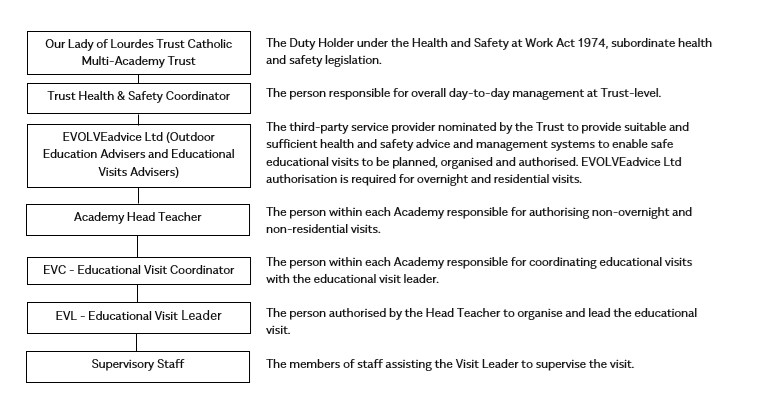 Our Lady of Lourdes Trust Catholic
Multi-Academy Trust
The Duty Holder under the Health and Safety at Work Act 1974, subordinate health
and safety legislation.
Trust Health & Safety Coordinator
The person responsible for overall day-to-day management at Trust-level.
EVOLVEadvice Ltd (Outdoor
Education Advisers and Educational
Visits Advisers)
The third-party service provider nominated by the Trust to provide suitable and
sufficient health and safety advice and management systems to enable safe
educational visits to be planned, organised and authorised. EVOLVEadvice Ltd
authorisation is required for overnight and residential visits.
Academy Head Teacher
The person within each Academy responsible for authorising non-overnight and
non-residential visits.
EVC - Educational Visit Coordinator
The person within each Academy responsible for coordinating educational visits
with the educational visit leader.
EVL - Educational Visit Leader
The person authorised by the Head Teacher to organise and lead the educational
visit.
Supervisory Staff
The members of staff assisting the Visit Leader to supervise the visit.